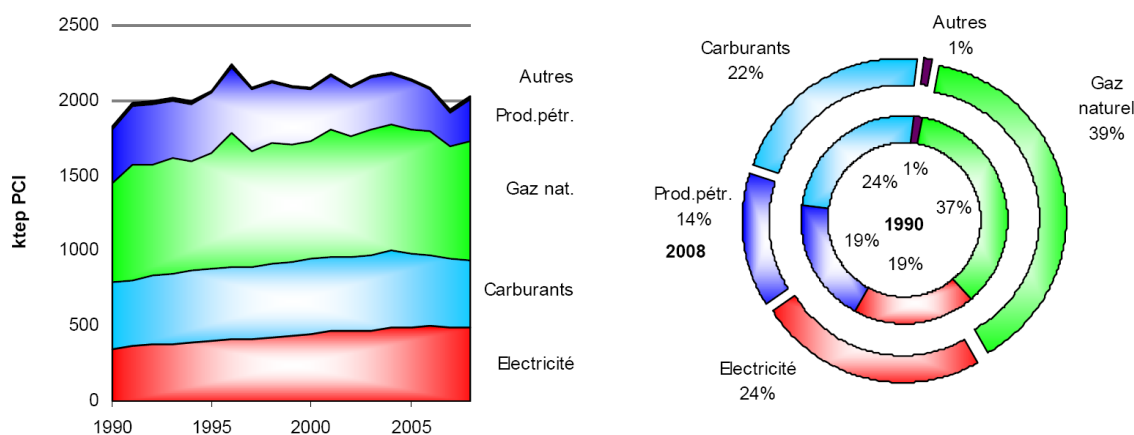 2500
2000
1500
1000
500
0
ktep PCI
1990
1995
2000
2005
Autres
Prod.pétr.
Gaz nat.
Carburants
Electricité
Autres
1%
Carburants
22%
Gaz
naturel
39%
Prod.pétr.
14%
2008
Electricité
24%
24%
1%
37%
19%
1990
19%